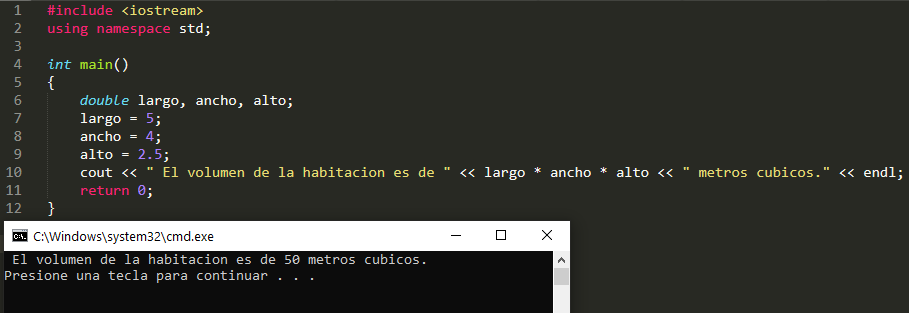 1 #include <iostream>
2 using namespace std;
3
4 int main()
5 {
6     double largo, ancho, alto;
7     largo = 5;
8     ancho = 4;
9     alto = 2.5;
10     cout << " El volumen de la habitacion es de " << largo * ancho * alto << " metros cubicos." << endl;
11     return 0;
12 }
C:\Windows\system32\cmd.exe
 El volumen de la habitacion es de 50 metros cubicos.
Presione una tecla para continuar . . .